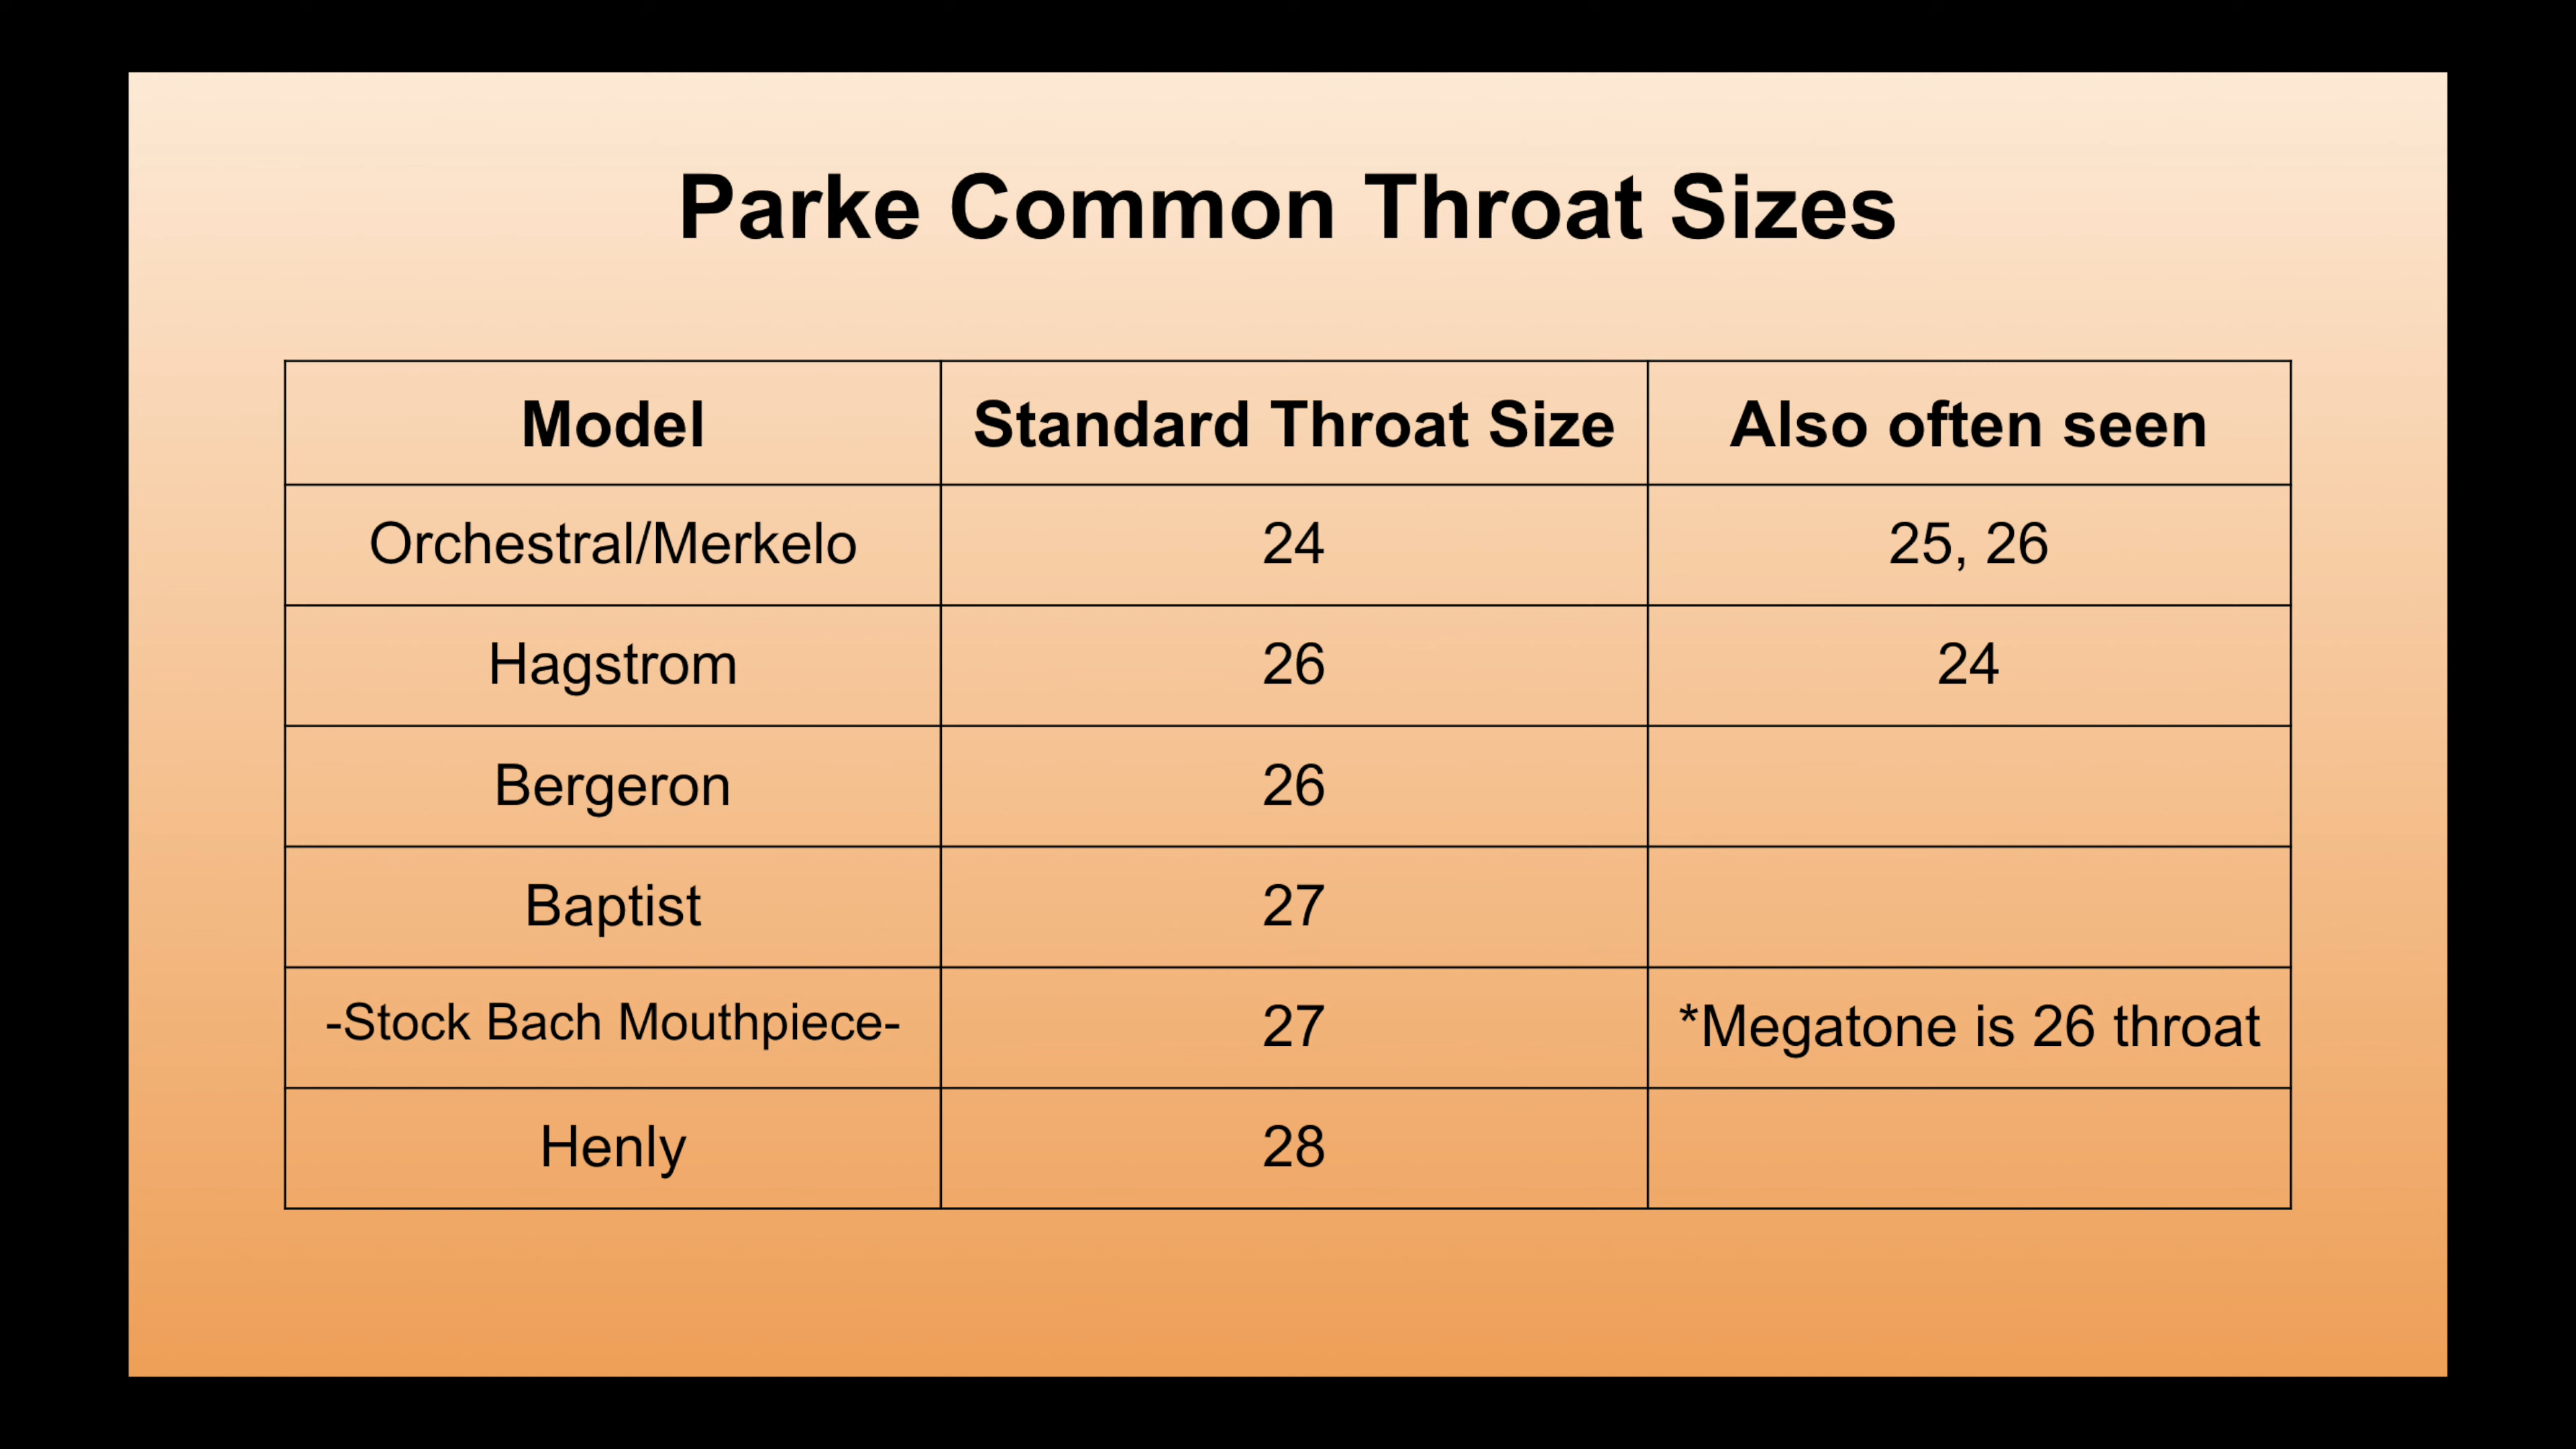 Parke Common Throat Sizes
Model Standard Throat Size Also often seen
Orchestral/Merkelo 24 25, 26
Hagstrom 26 24
Bergeron 26
Baptist 27
-Stock Bach Mouthpiece- 27 *Megatone is 26 throat
Henly 28